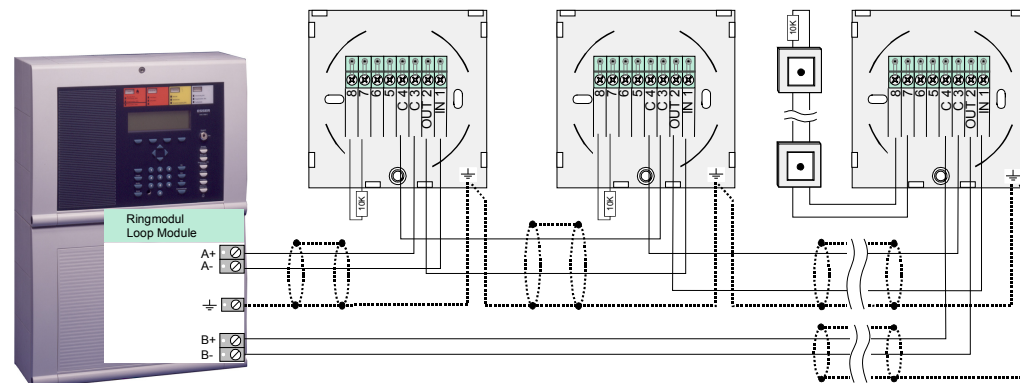 Ringmodul
Loop Module
A+
A-
B+
B-
8
7
6
5
C 4
C 3
OUT 2
IN 1
10K
8
7
6
5
C 4
C 3
OUT 2
IN 1
10K
10K
8
7
6
5
C 4
C 3
OUT 2
IN 1